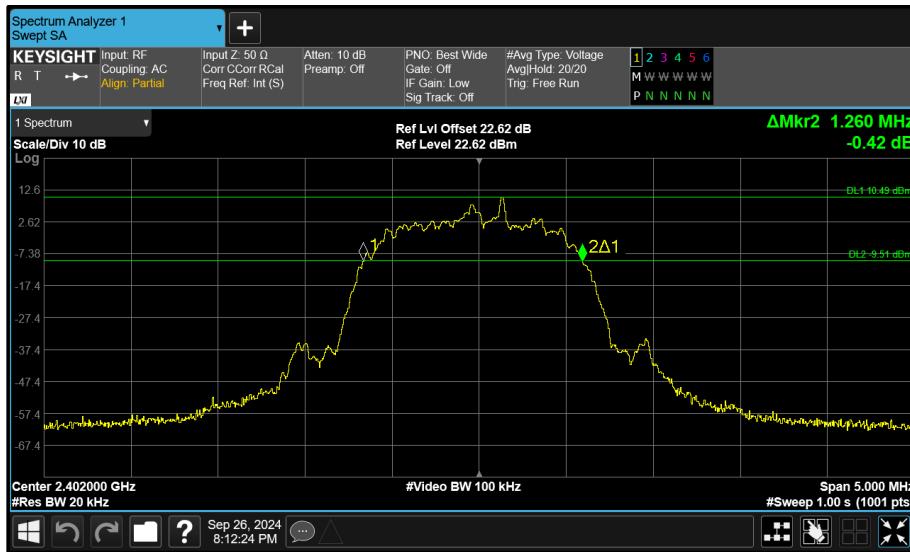 Spectrum Analyzer 1
Swept SA
KEYSIGHT
R T
LXI
Input: RF
Coupling: AC
Align: Partial
Input Z: 50 Ω
Corr CCorr RCal
Freq Ref: Int (S)
Atten: 10 dB
Preamp: Off
PNO: Best Wide
Gate: Off
IF Gain: Low
Sig Track: Off
#Avg Type: Voltage
Avg|Hold: 20/20
Trig: Free Run
1 2 3 4 5 6
M W W W W W
P N N N N N
1 Spectrum
Scale/Div 10 dB
Log
Ref Lvl Offset 22.62 dB
Ref Level 22.62 dBm
ΔMkr2 1.260 MHz
-0.42 dB
12.6
DL1 10.49 dBm
2.62
1
2Δ1
-7.38
DL2 -9.51 dBm
-17.4
-27.4
-37.4
-47.4
-57.4
-67.4
Center 2.402000 GHz
#Video BW 100 kHz
Span 5.000 MHz
#Res BW 20 kHz
#Sweep 1.00 s (1001 pts
Sep 26, 2024
8:12:24 PM